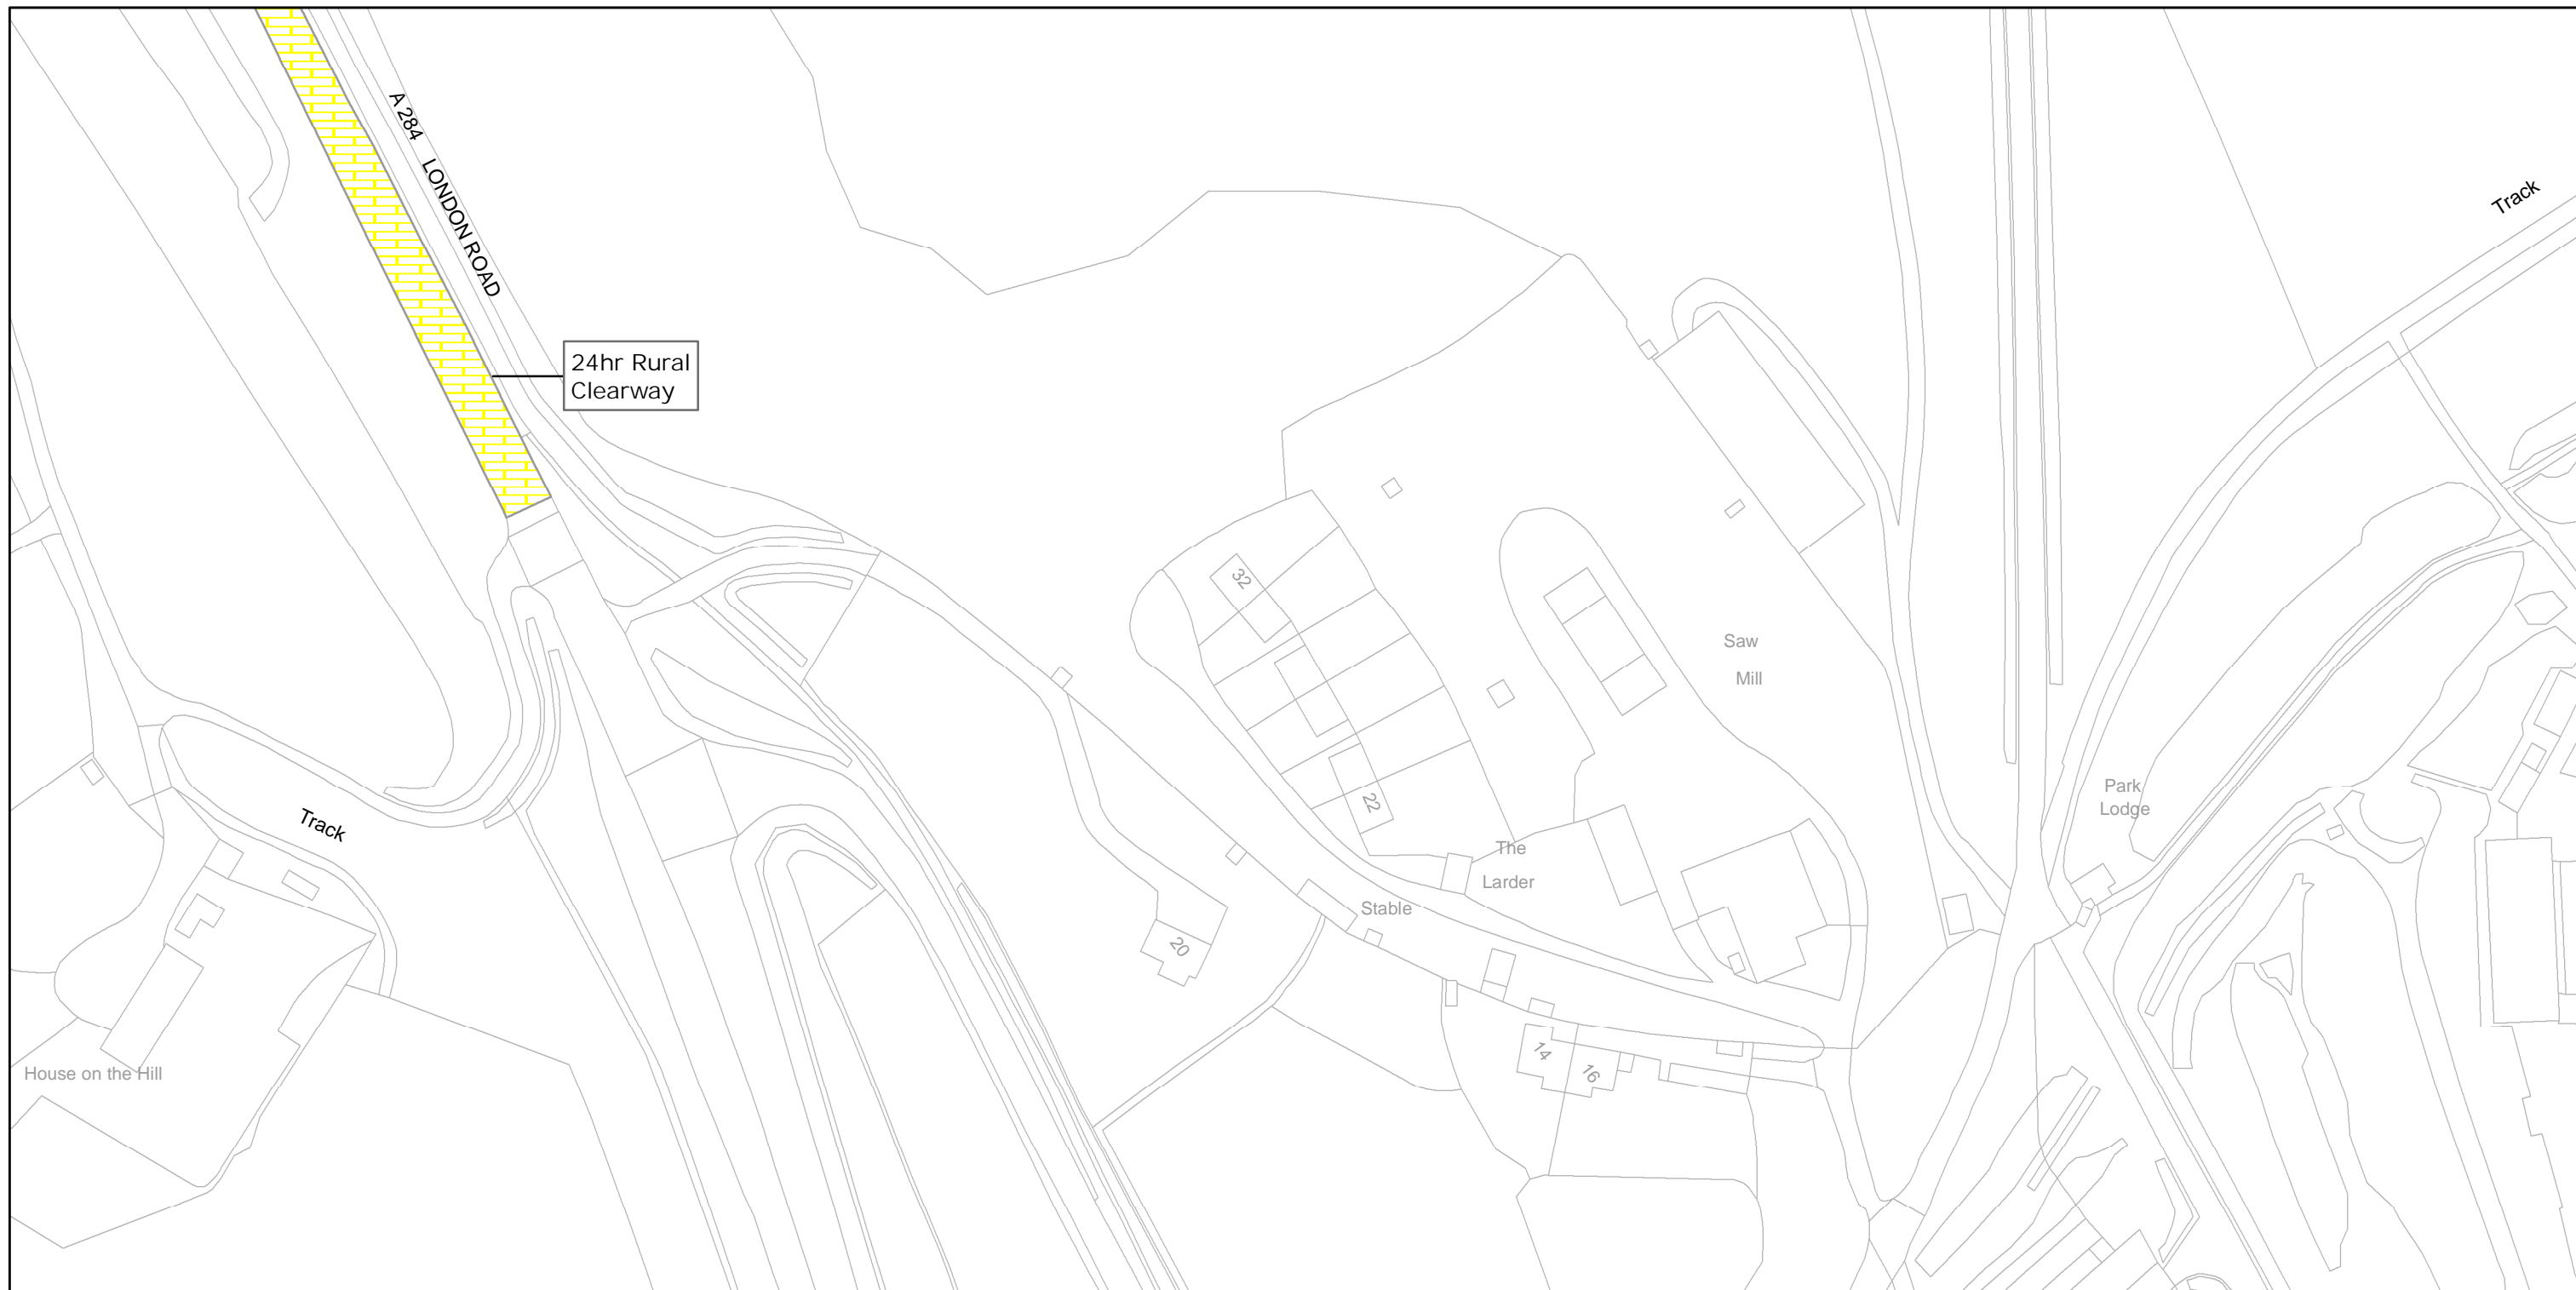 A 284 LONDON ROAD
Track
24hr Rural
Clearway
32
Saw
Mill
Park
Lodge
22
Track
The
Larder
Stable
20
14
16
House on the Hill